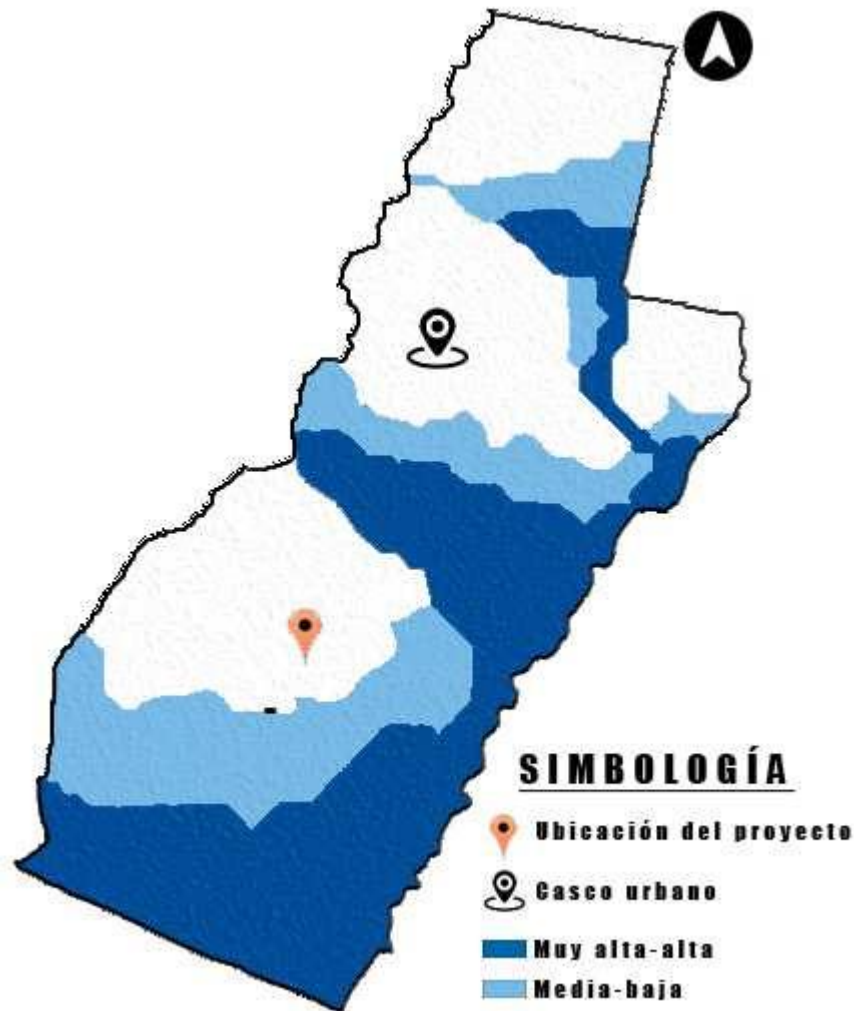 SIMBOLOGÍA
Ubicación del proyecto
Casco urbano
Muy alta-alta
Media-baja